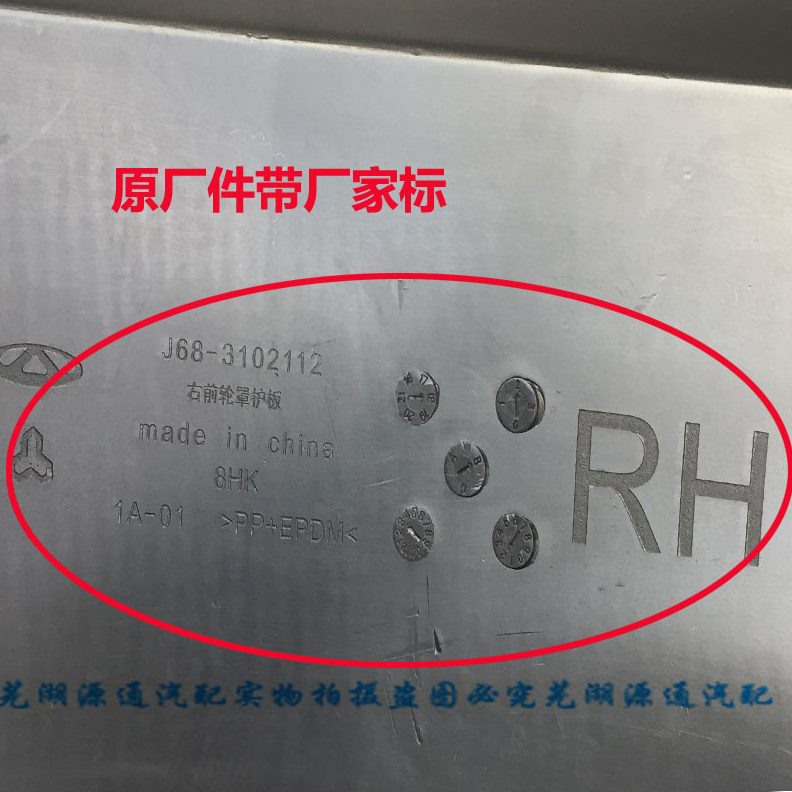 原厂件带厂家标
J68-3102112
右前轮罩护板
made in china
8HK
1A-01 >PP+EPDM<
RH
芜湖源通汽配实物拍摄盗图必究芜湖源通汽配